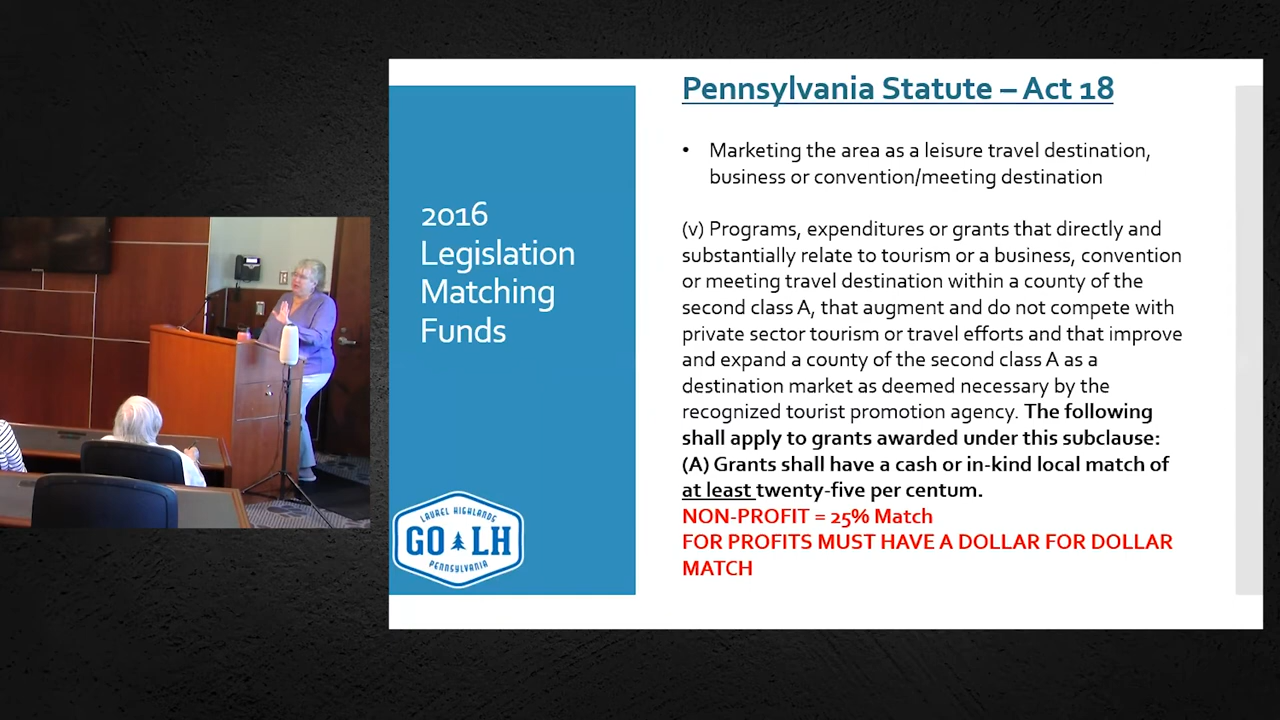 Pennsylvania Statute – Act 18
• Marketing the area as a leisure travel destination,
business or convention/meeting destination
2016
Legislation
Matching
Funds
(v) Programs, expenditures or grants that directly and
substantially relate to tourism or a business, convention
or meeting travel destination within a county of the
second class A, that augment and do not compete with
private sector tourism or travel efforts and that improve
and expand a county of the second class A as a
destination market as deemed necessary by the
recognized tourist promotion agency. The following
shall apply to grants awarded under this subclause:
(A) Grants shall have a cash or in-kind local match of
at least twenty-five per centum.
NON-PROFIT = 25% Match
FOR PROFITS MUST HAVE A DOLLAR FOR DOLLAR
MATCH
LAUREL HIGHLANDS
GO LH
PENNSYLVANIA